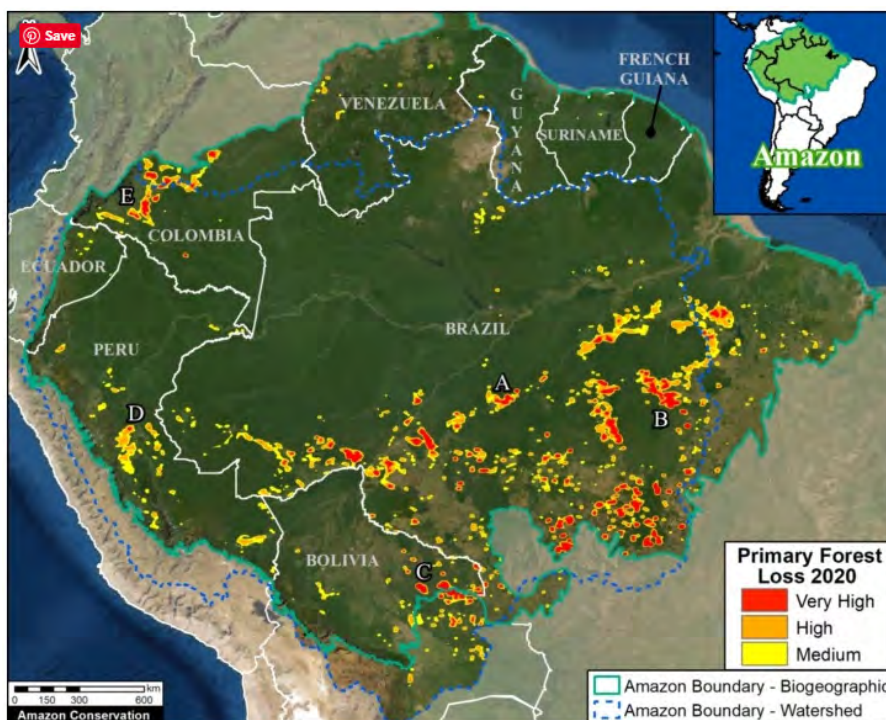 Save
FRENCH
GUIANA
VENEZUELA
GUYANA
SURINAME
Amazon
E
COLOMBIA
ECUADOR
BRAZIL
PERU
A
B
D
BOLIVIA
C
Primary Forest
Loss 2020
Very High
High
Medium
km
0 150 300 600
Amazon Conservation
Amazon Boundary - Biogeographic
Amazon Boundary - Watershed